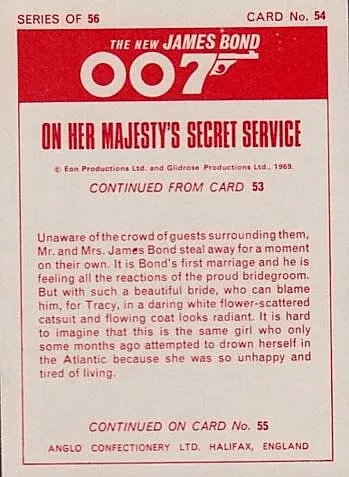 SERIES OF 56 CARD No. 54
THE NEW JAMES BOND
007
ON HER MAJESTY'S SECRET SERVICE
© Eon Productions Ltd. and Glidrose Productions Ltd., 1969.
CONTINUED FROM CARD 53
Unaware of the crowd of guests surrounding them,
Mr. and Mrs. James Bond steal away for a moment
on their own. It is Bond's first marriage and he is
feeling all the reactions of the proud bridegroom.
But with such a beautiful bride, who can blame
him, for Tracy, in a daring white flower-scattered
catsuit and flowing coat looks radiant. It is hard
to imagine that this is the same girl who only
some months ago attempted to drown herself in
the Atlantic because she was so unhappy and
tired of living.
CONTINUED ON CARD No. 55
ANGLO CONFECTIONERY LTD. HALIFAX, ENGLAND